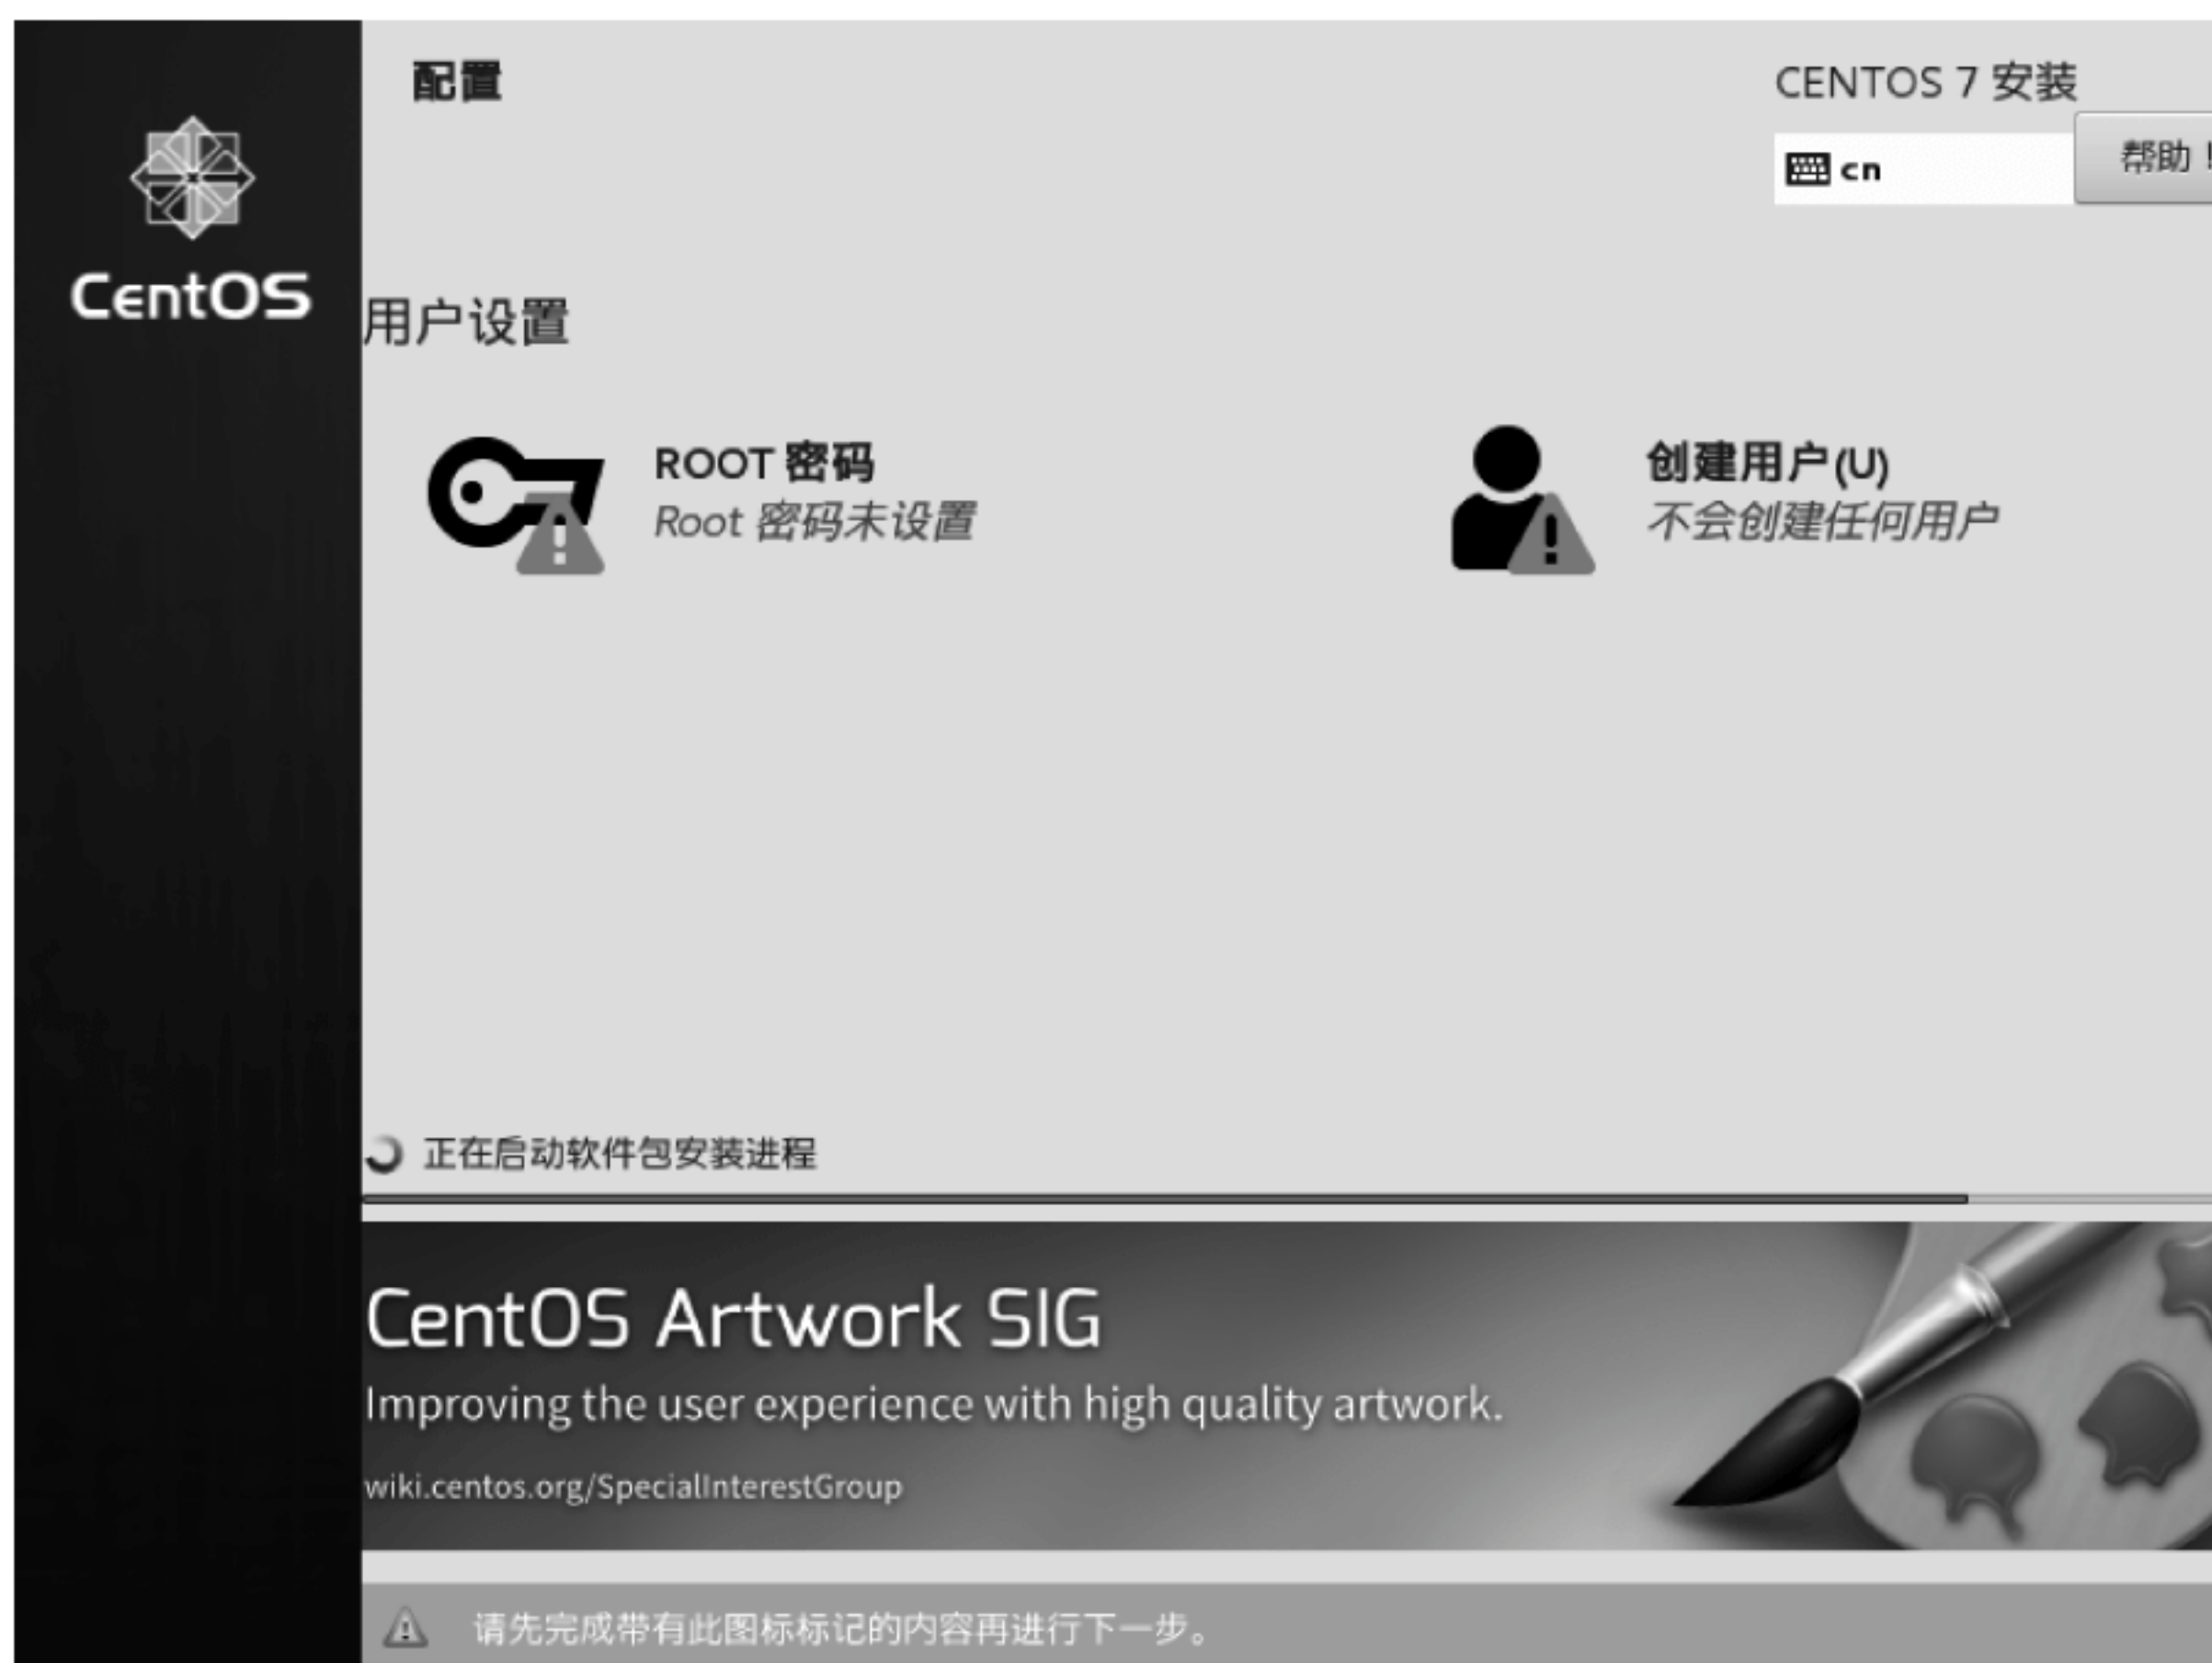 配置
CENTOS 7 安装
cn
帮助！
CentOS
用户设置
ROOT 密码
Root 密码未设置
创建用户(U)
不会创建任何用户
正在启动软件包安装进程
CentOS Artwork SIG
Improving the user experience with high quality artwork.
wiki.centos.org/SpecialInterestGroup
请先完成带有此图标标记的内容再进行下一步。